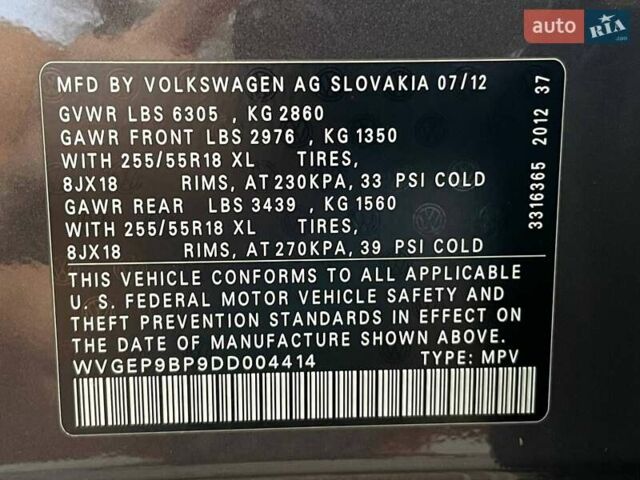 AUTO RIA .com
MFD BY VOLKSWAGEN AG SLOVAKIA 07/12
GVWR LBS 6305 , KG 2860
GAWR FRONT LBS 2976 , KG 1350
WITH 255/55R18 XL TIRES,
8JX18 RIMS, AT 230KPA, 33 PSI COLD
GAWR REAR LBS 3439 , KG 1560
WITH 255/55R18 XL TIRES,
8JX18 RIMS, AT 270KPA, 39 PSI COLD
THIS VEHICLE CONFORMS TO ALL APPLICABLE
U. S. FEDERAL MOTOR VEHICLE SAFETY AND
THEFT PREVENTION STANDARDS IN EFFECT ON
THE DATE OF MANUFACTURE SHOWN ABOVE.
WVGEP9BP9DD004414 TYPE: MPV
3316365 2012 37